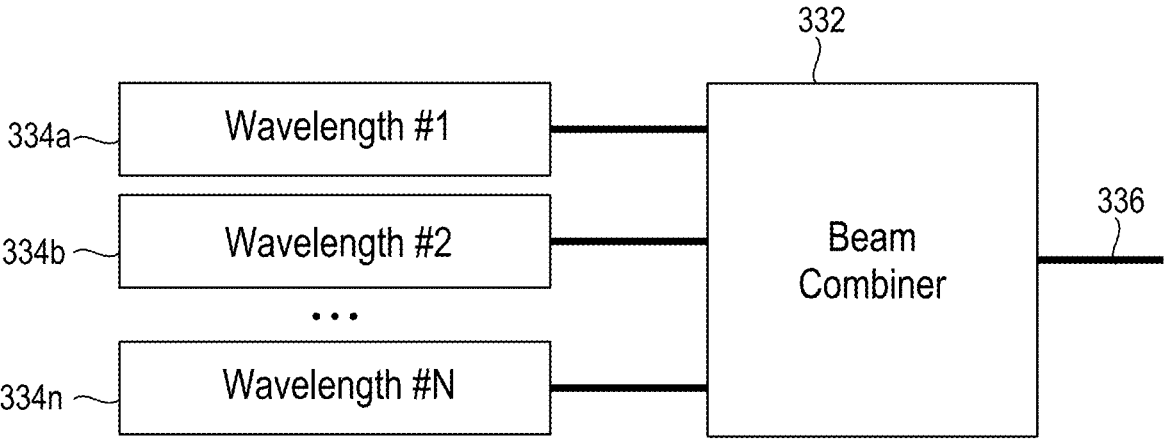 332
334a
Wavelength #1
334b
Wavelength #2
...
334n
Wavelength #N
Beam
Combiner
336